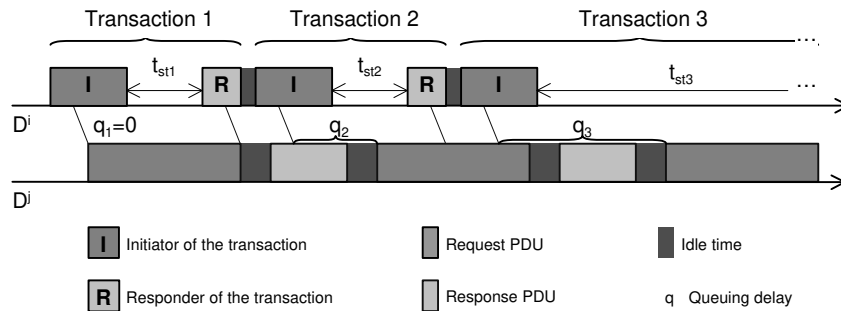 Transaction 1 Transaction 2 Transaction 3
...
I t_st1 R I t_st2 R I t_st3 ...
D^i
q_1=0 q_2 q_3
D^j
I Initiator of the transaction Request PDU Idle time
R Responder of the transaction Response PDU q Queuing delay